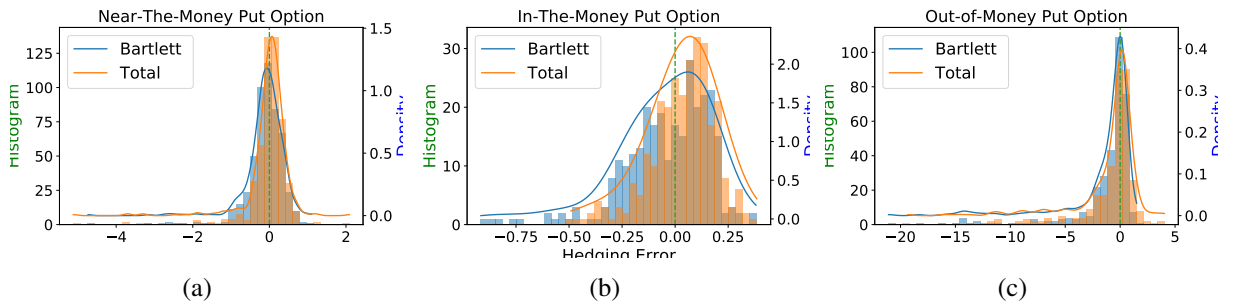 Near-The-Money Put Option
Bartlett
Total
Histogram
125
100
75
50
25
0
1.5
1.0
0.5
0.0
Density
−4
−2
0
2
(a)
In-The-Money Put Option
Bartlett
Total
Histogram
30
20
10
0
2.0
1.5
1.0
0.5
0.0
Density
−0.75
−0.50
−0.25
0.00
0.25
Hedging Error
(b)
Out-of-Money Put Option
Bartlett
Total
Histogram
100
80
60
40
20
0
0.4
0.3
0.2
0.1
0.0
Density
−20
−15
−10
−5
0
5
(c)